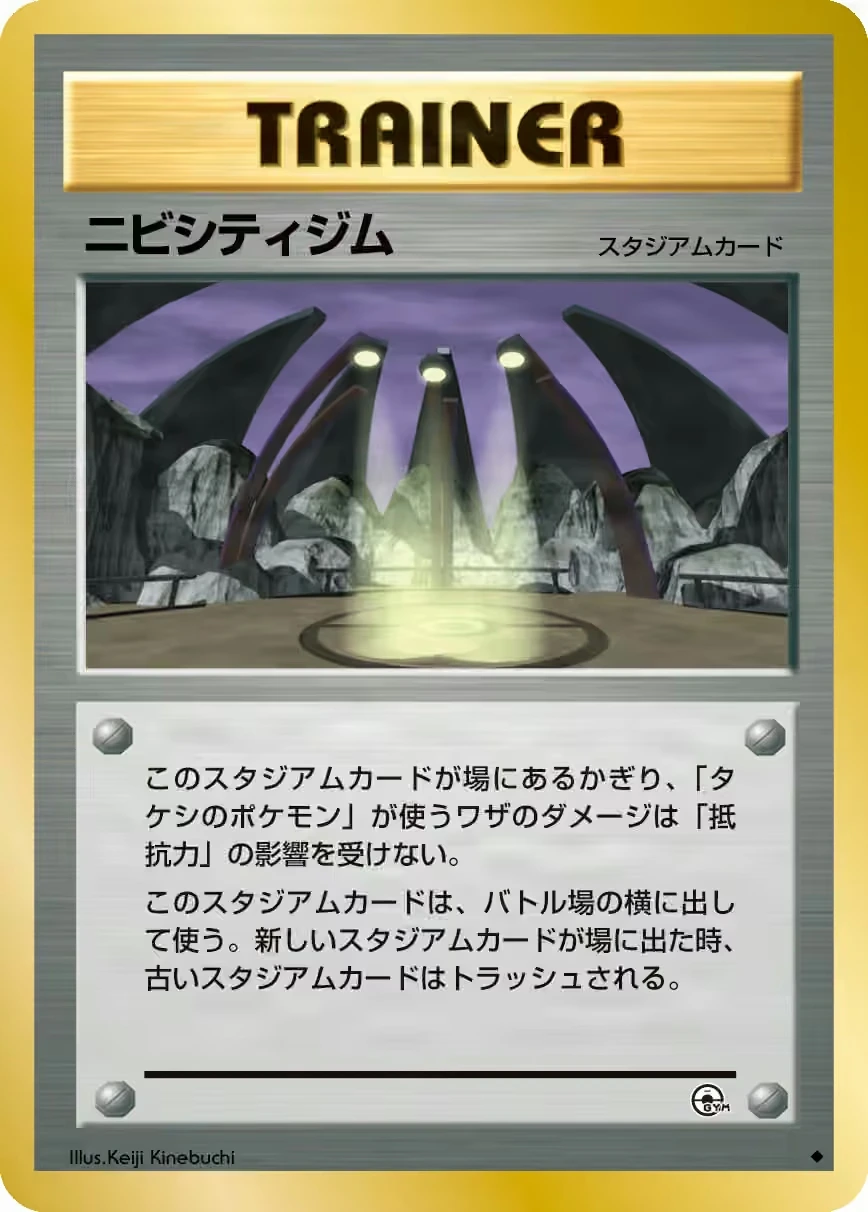 TRAINER
ニビシティジム
スタジアムカード
このスタジアムカードが場にあるかぎり、「タ
ケシのポケモン」が使うワザのダメージは「抵
抗力」の影響を受けない。
このスタジアムカードは、バトル場の横に出し
て使う。新しいスタジアムカードが場に出た時、
古いスタジアムカードはトラッシュされる。
GYM
Illus.Keiji Kinebuchi